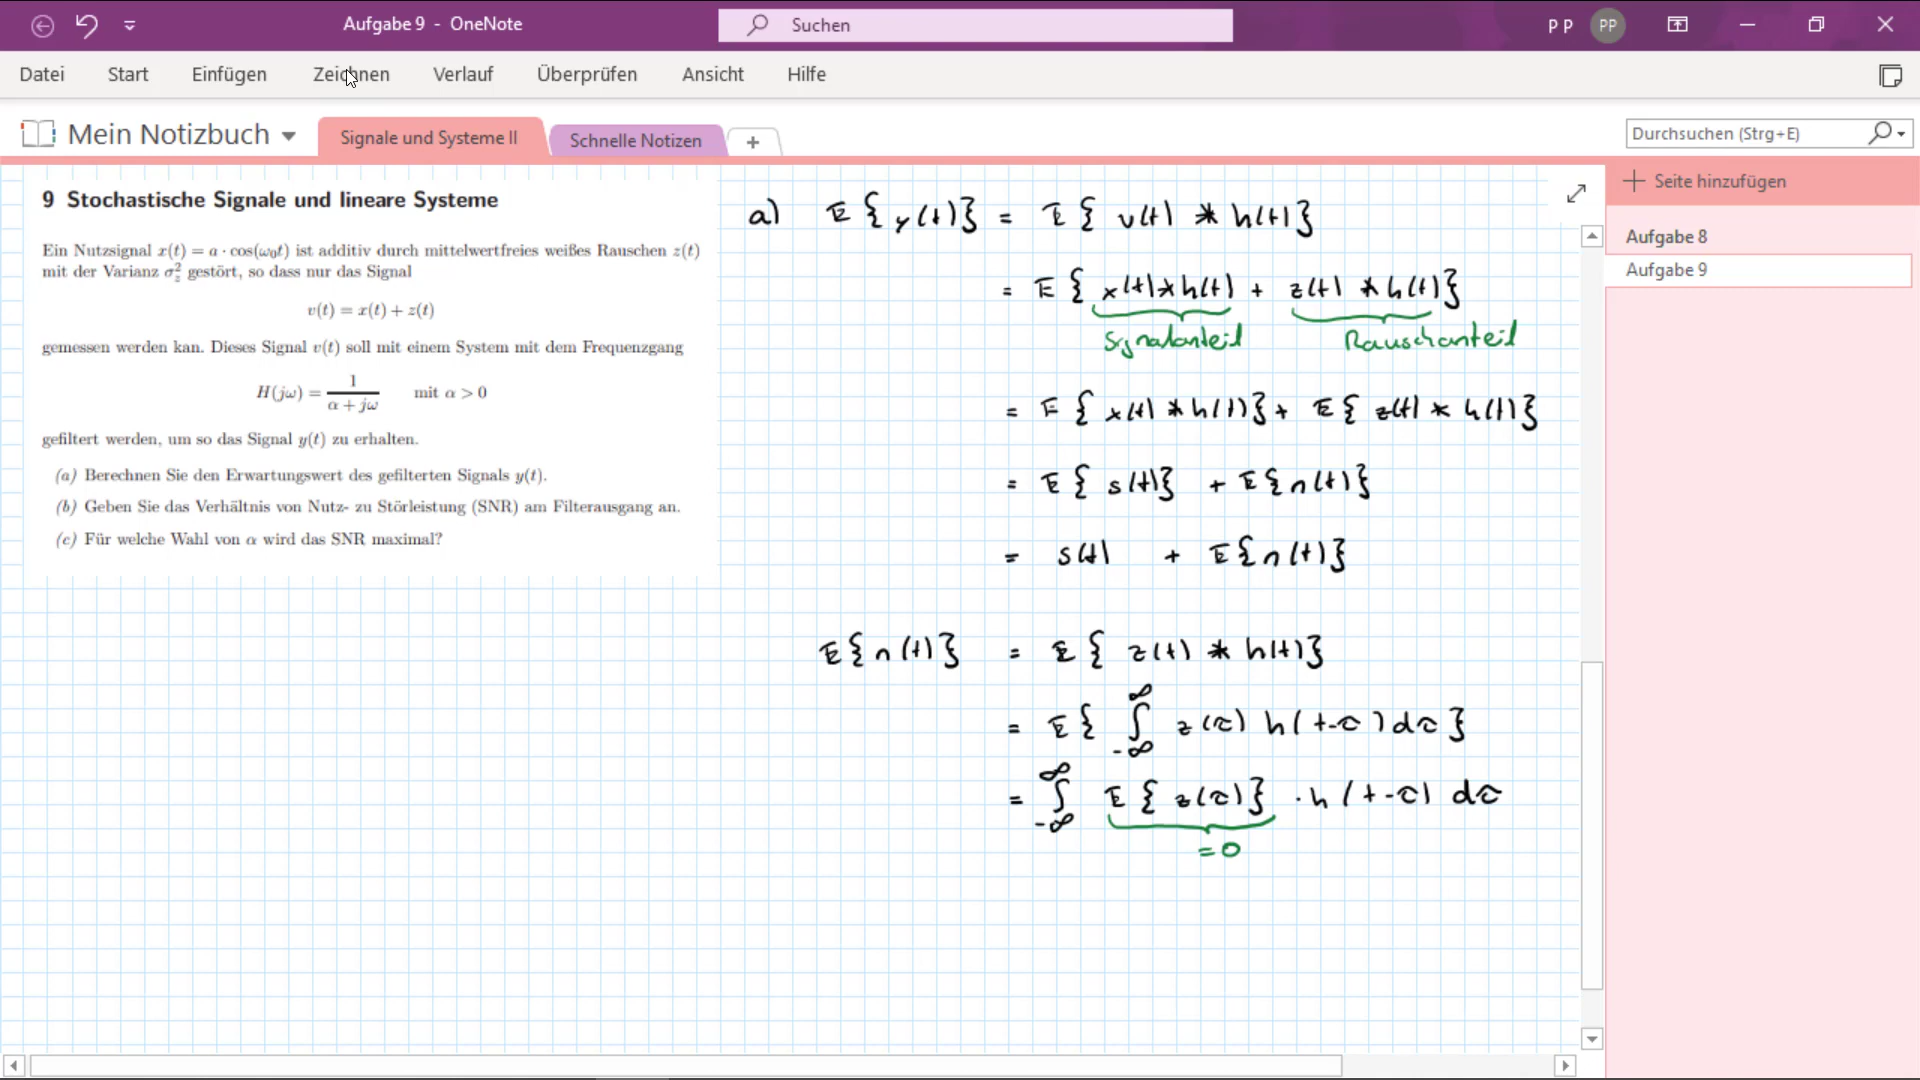 Aufgabe 9 - OneNote
Suchen
P P
PP
Datei Start Einfügen Zeichnen Verlauf Überprüfen Ansicht Hilfe
Mein Notizbuch
Signale und Systeme II
Schnelle Notizen
+
Durchsuchen (Strg+E)
Seite hinzufügen
Aufgabe 8
Aufgabe 9
9 Stochastische Signale und lineare Systeme
Ein Nutzsignal x(t) = a · cos(ω₀t) ist additiv durch mittelwertfreies weißes Rauschen z(t)
mit der Varianz σ_z² gestört, so dass nur das Signal
v(t) = x(t) + z(t)
gemessen werden kan. Dieses Signal v(t) soll mit einem System mit dem Frequenzgang
H(jω) = 1 / (α + jω) mit α > 0
gefiltert werden, um so das Signal y(t) zu erhalten.
(a) Berechnen Sie den Erwartungswert des gefilterten Signals y(t).
(b) Geben Sie das Verhältnis von Nutz- zu Störleistung (SNR) am Filterausgang an.
(c) Für welche Wahl von α wird das SNR maximal?
a) E{y(t)} = E{v(t) * h(t)}
= E{x(t)*h(t) + z(t) * h(t)}
Signalanteil Rauschanteil
= E{x(t) * h(t)} + E{z(t) * h(t)}
= E{s(t)} + E{n(t)}
= s(t) + E{n(t)}
E{n(t)} = E{z(t) * h(t)}
= E{∫_{-∞}^{∞} z(τ) h(t-τ) dτ}
= ∫_{-∞}^{∞} E{z(τ)} · h(t-τ) dτ
= 0